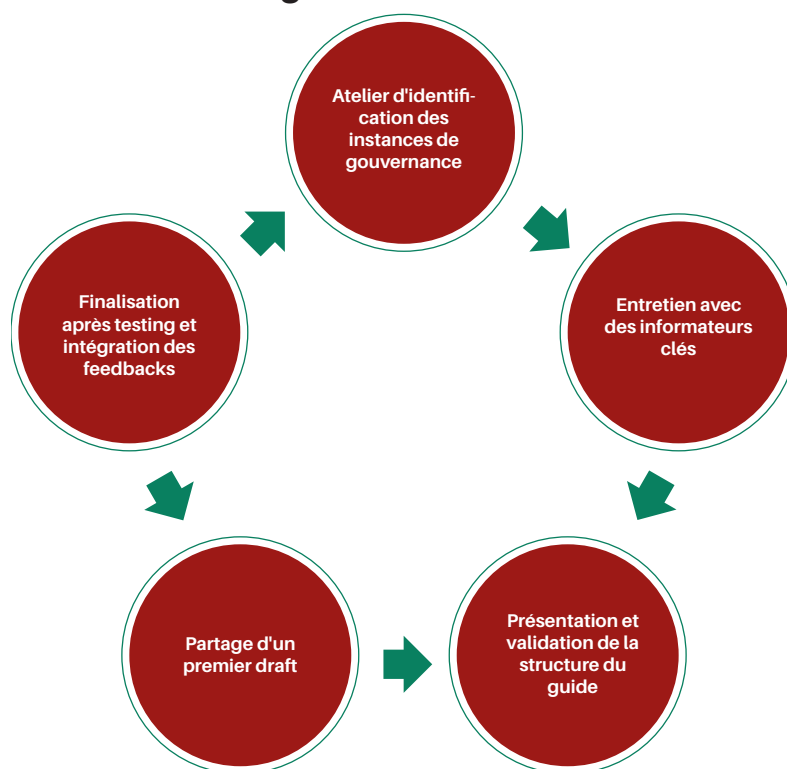 Atelier d'identifi-
cation des
instances de
gouvernance
Entretien avec
des informateurs
clés
Présentation et
validation de la
structure du
guide
Partage d'un
premier draft
Finalisation
après testing et
intégration des
feedbacks